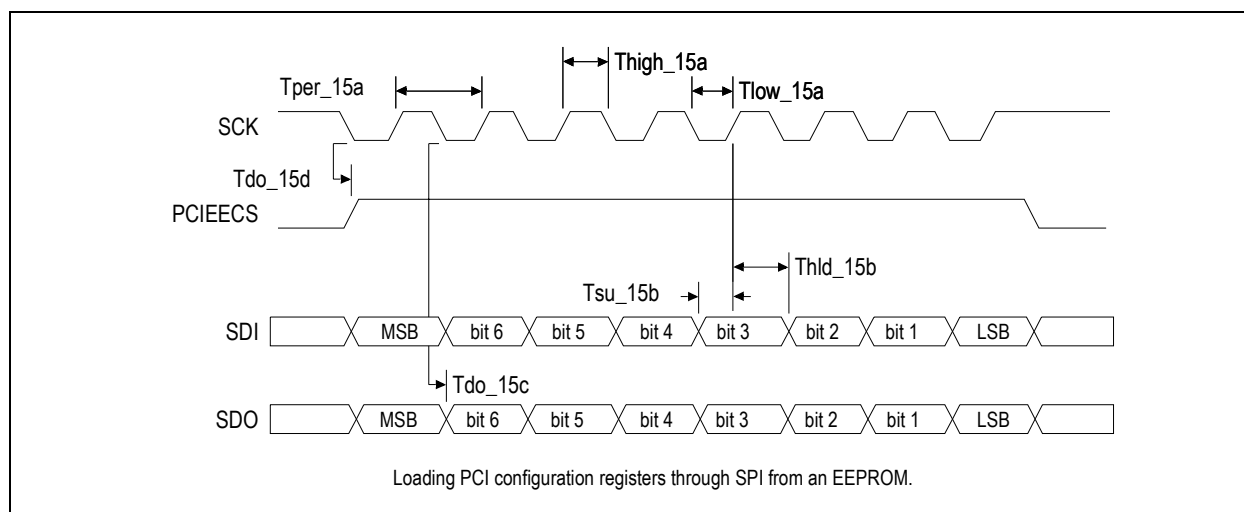 Thigh_15a
Tper_15a
Tlow_15a
SCK
Tdo_15d
PCIEECS
Thld_15b
Tsu_15b
SDI MSB bit 6 bit 5 bit 4 bit 3 bit 2 bit 1 LSB
Tdo_15c
SDO MSB bit 6 bit 5 bit 4 bit 3 bit 2 bit 1 LSB
Loading PCI configuration registers through SPI from an EEPROM.